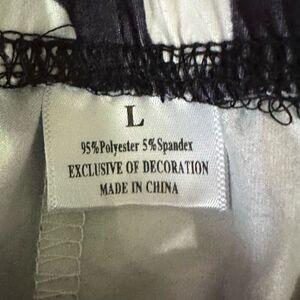 L
95%Polyester 5%Spandex
EXCLUSIVE OF DECORATION
MADE IN CHINA